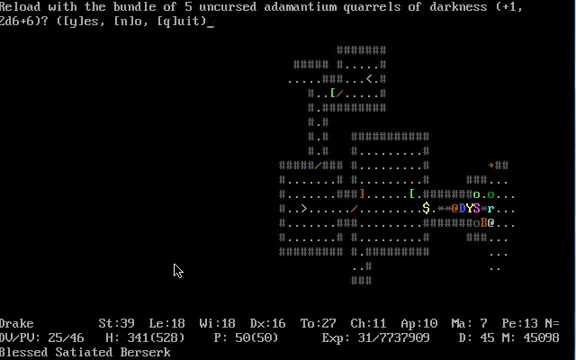 Reload with the bundle of 5 uncursed adamantium quarrels of darkness (+1,
2d6+6)? ([y]es, [n]o, [q]uit)_
Drake St:39 Le:18 Wi:18 Dx:16 To:27 Ch:11 Ap:10 Ma: 7 Pe:13 N=
DV/PV: 25/46 H: 341(528) P: 50(50) Exp: 31/7737909 D: 45 M: 45098
Blessed Satiated Berserk